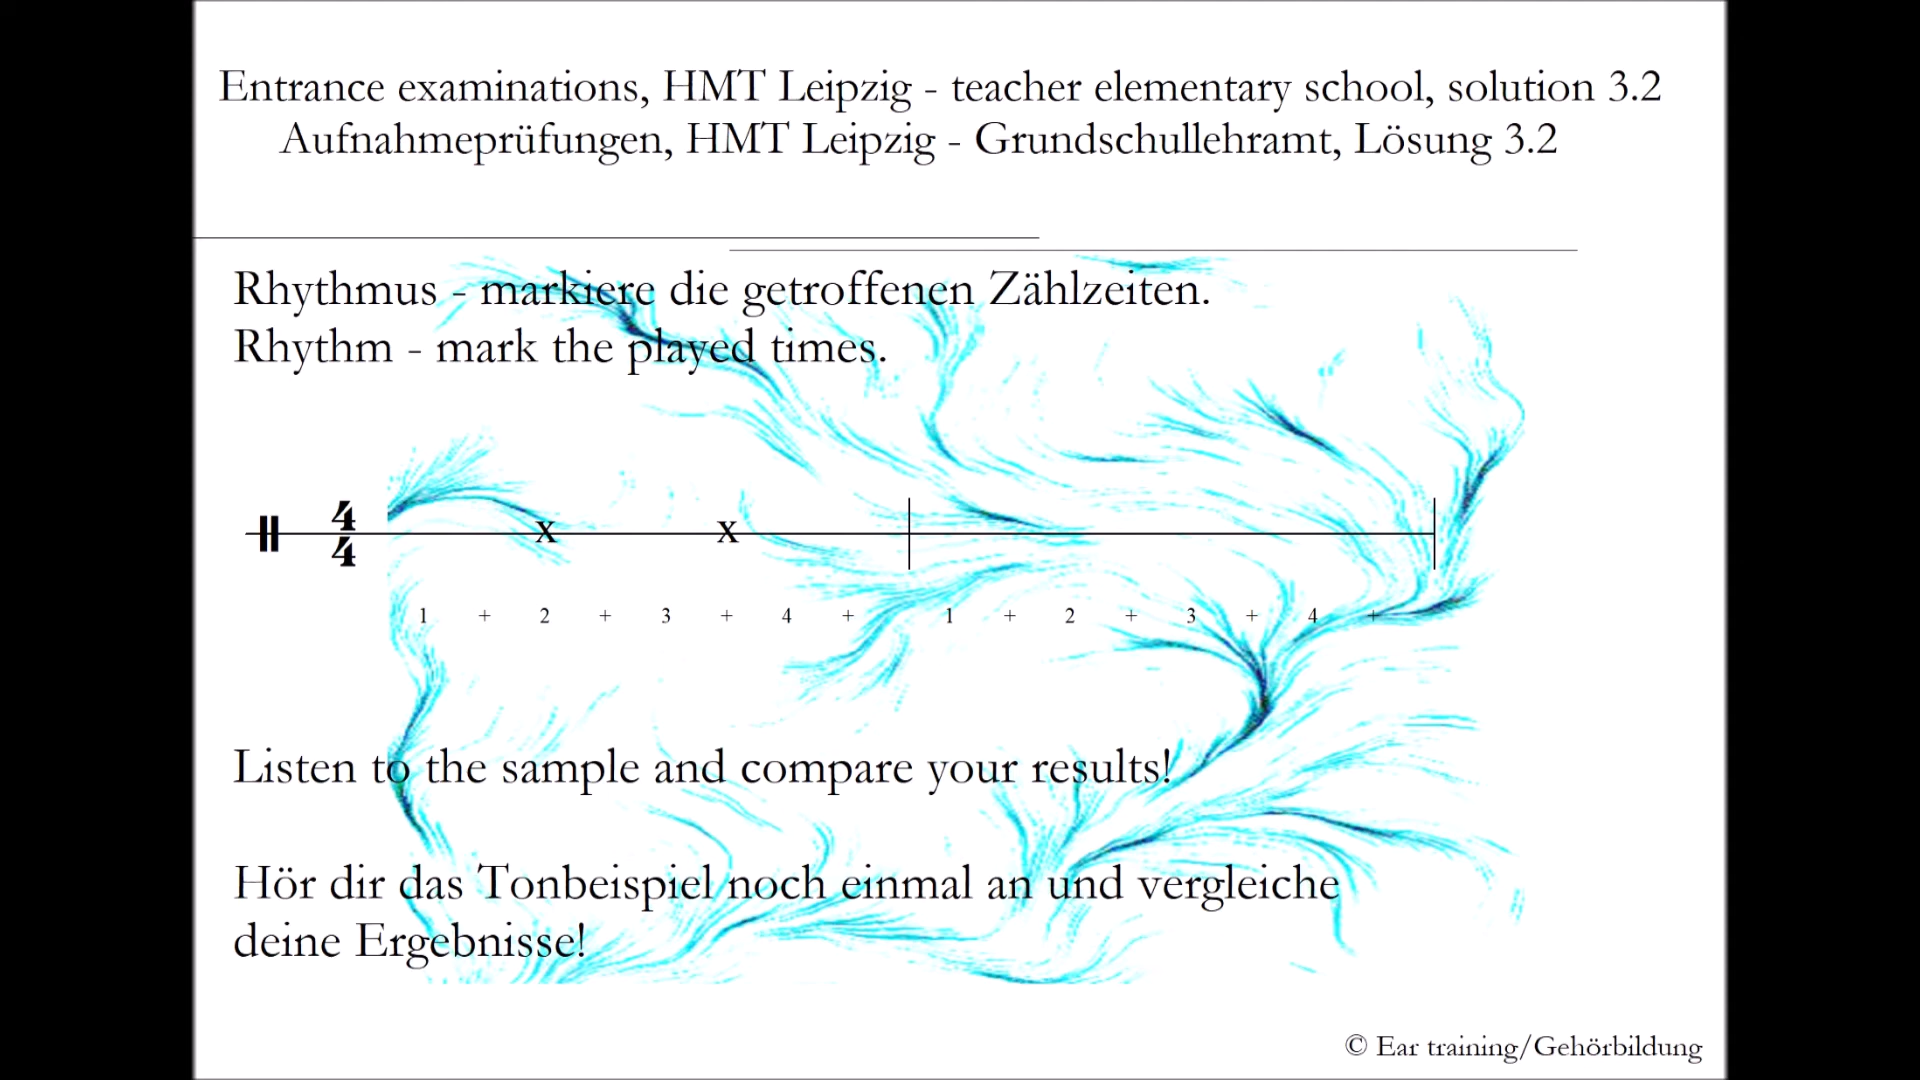 Entrance examinations, HMT Leipzig - teacher elementary school, solution 3.2
Aufnahmeprüfungen, HMT Leipzig - Grundschullehramt, Lösung 3.2
Rhythmus - markiere die getroffenen Zählzeiten.
Rhythm - mark the played times.
4
4
x x
1 + 2 + 3 + 4 + 1 + 2 + 3 + 4 +
Listen to the sample and compare your results!
Hör dir das Tonbeispiel noch einmal an und vergleiche
deine Ergebnisse!
© Ear training/Gehörbildung